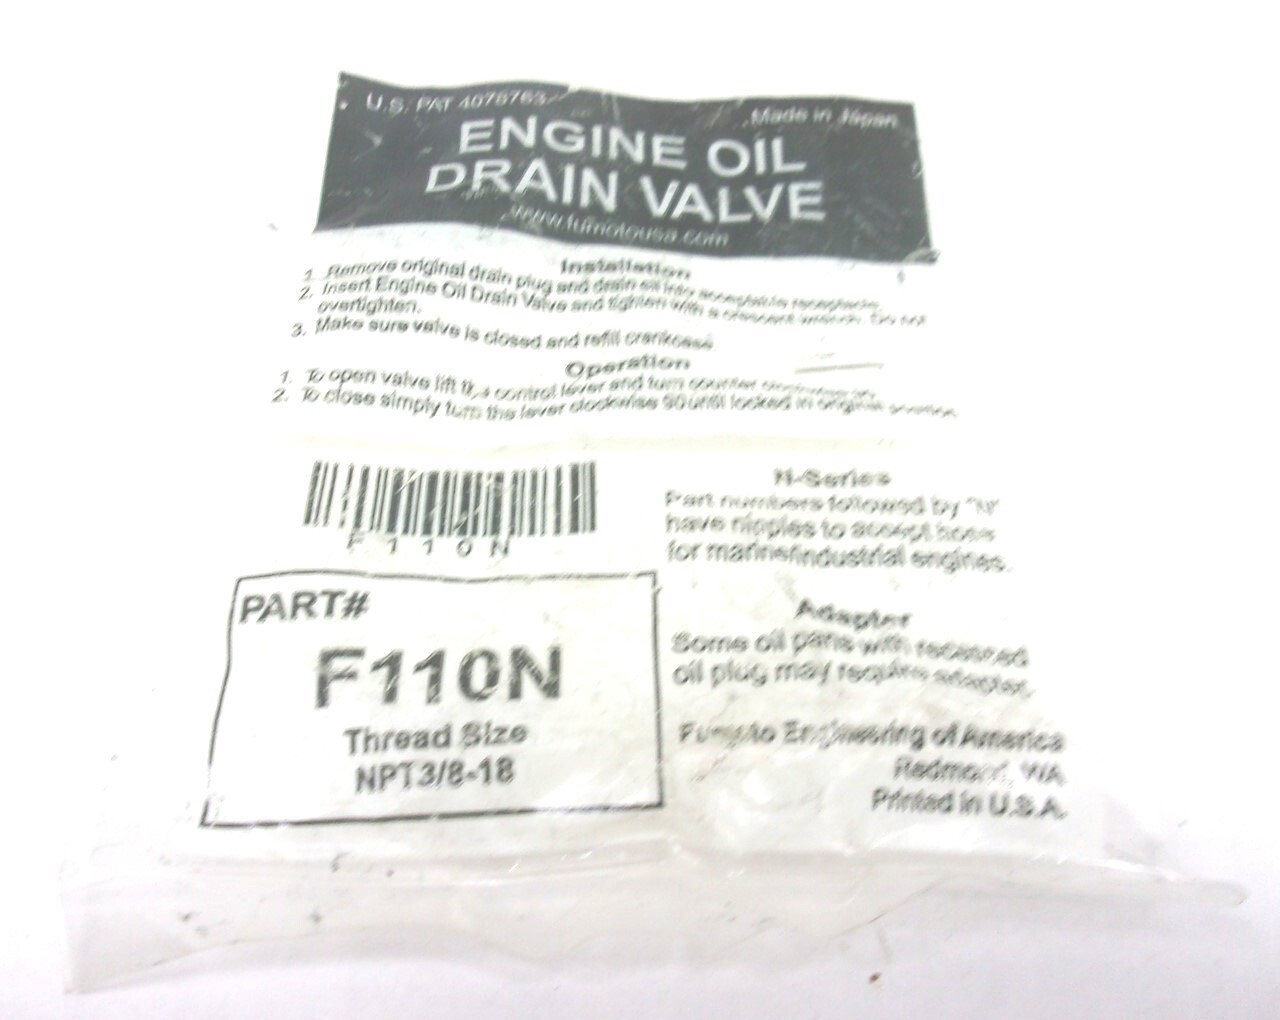 U.S. PAT 4078763
Made in Japan
ENGINE OIL
DRAIN VALVE
www.fumotousa.com
Installation
1. Remove original drain plug and drain oil into acceptable receptacle.
2. Insert Engine Oil Drain Valve and tighten with a crescent wrench. Do not
overtighten.
3. Make sure valve is closed and refill crankcase.
Operation
1. To open valve lift the control lever and turn counter clockwise
2. To close simply turn the lever clockwise 90 until locked in original position
F110N
N-Series
Part numbers followed by "N"
have nipples to accept hose
for marine/industrial engines.
PART#
F110N
Thread Size
NPT3/8-18
Adapter
Some oil pans with recessed
oil plug may require adapter.
Fumoto Engineering of America
Redmond, WA
Printed in U.S.A.